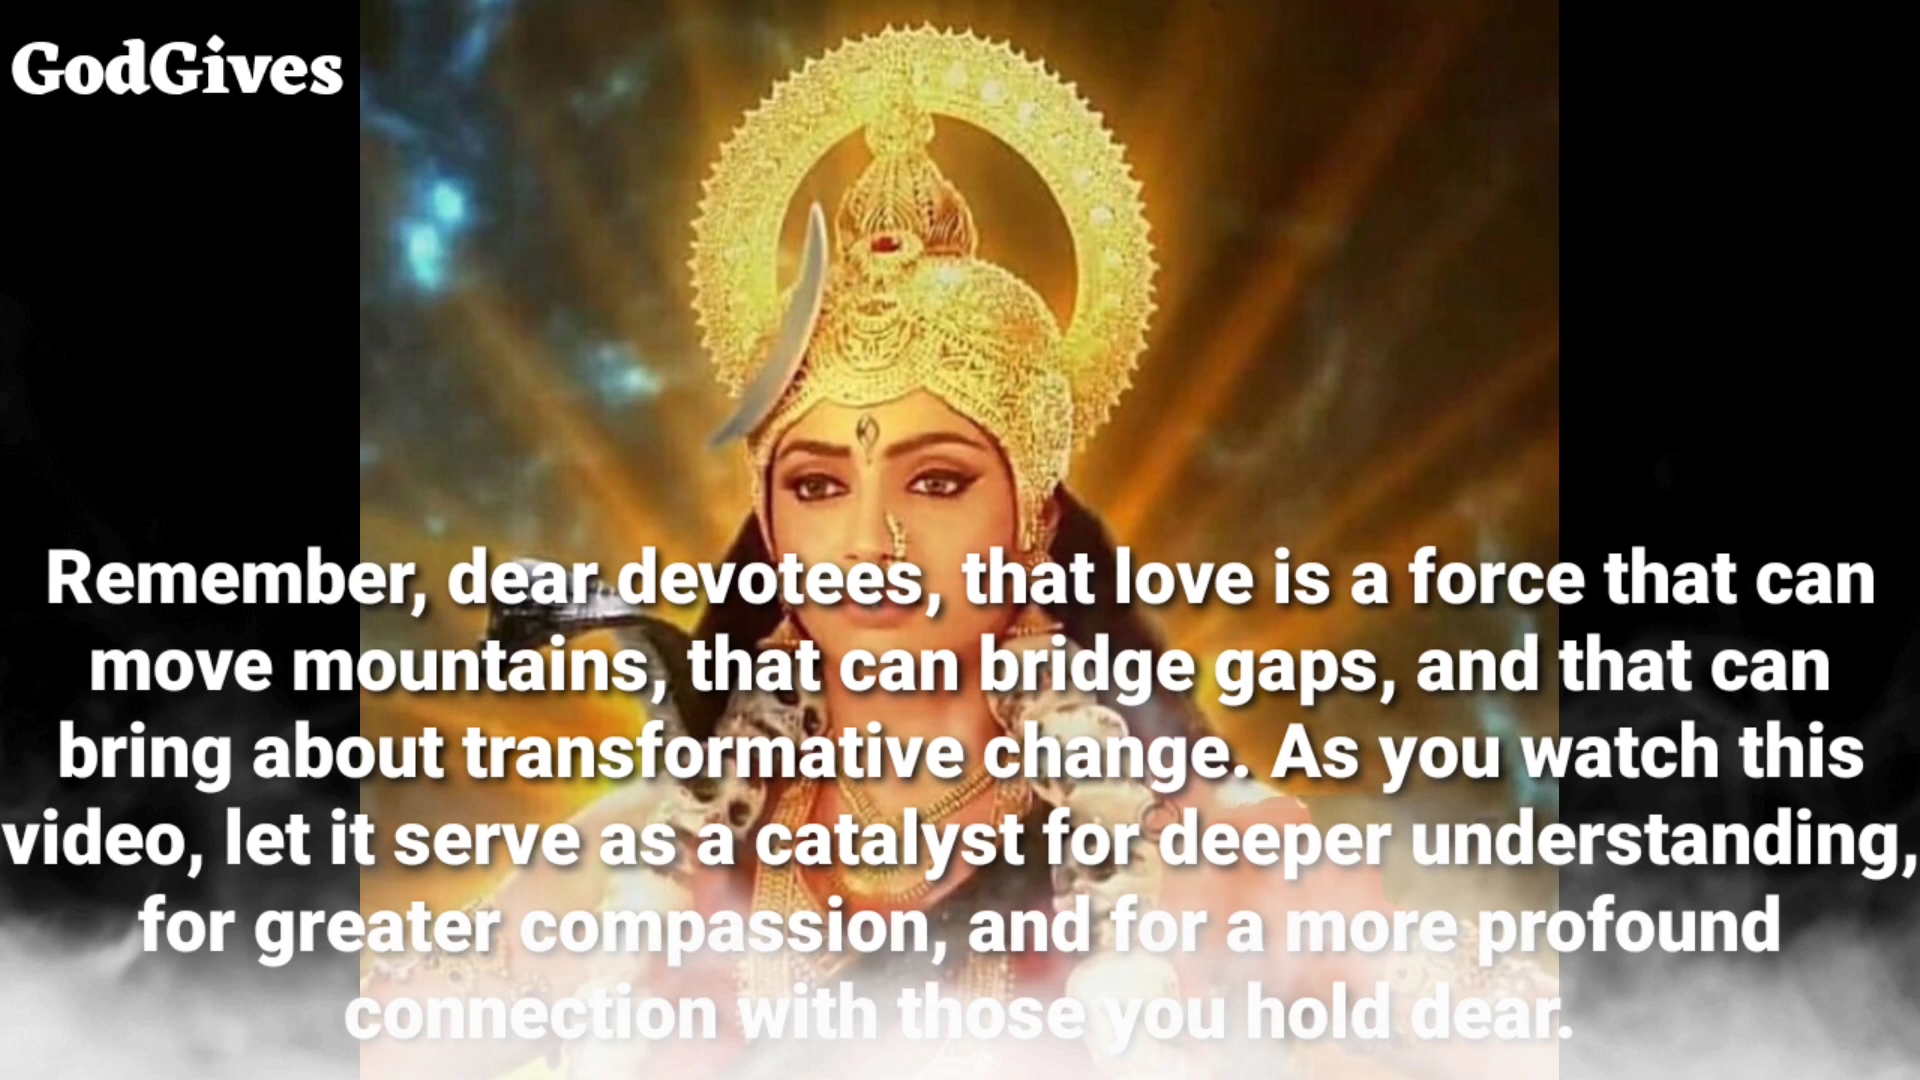 GodGives
Remember, dear devotees, that love is a force that can
move mountains, that can bridge gaps, and that can
bring about transformative change. As you watch this
video, let it serve as a catalyst for deeper understanding,
for greater compassion, and for a more profound
connection with those you hold dear.